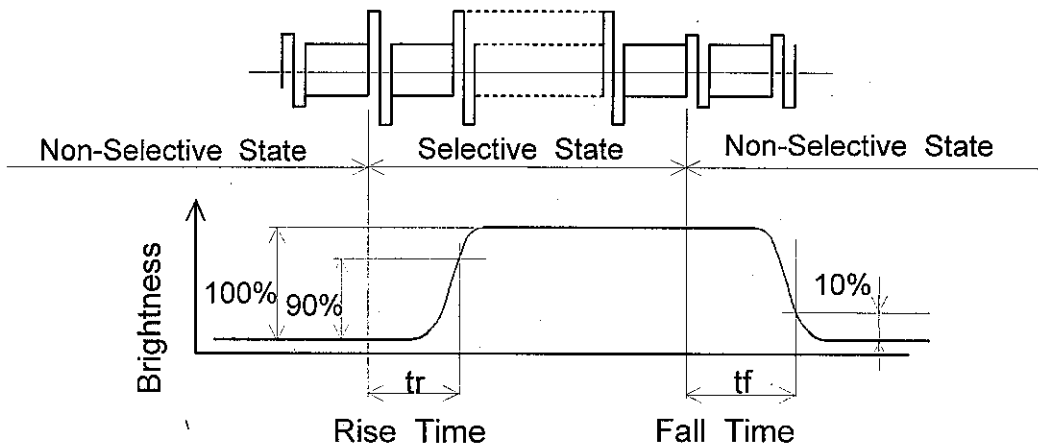 Non-Selective State
Selective State
Non-Selective State
Brightness
100%
90%
10%
tr
tf
Rise Time
Fall Time